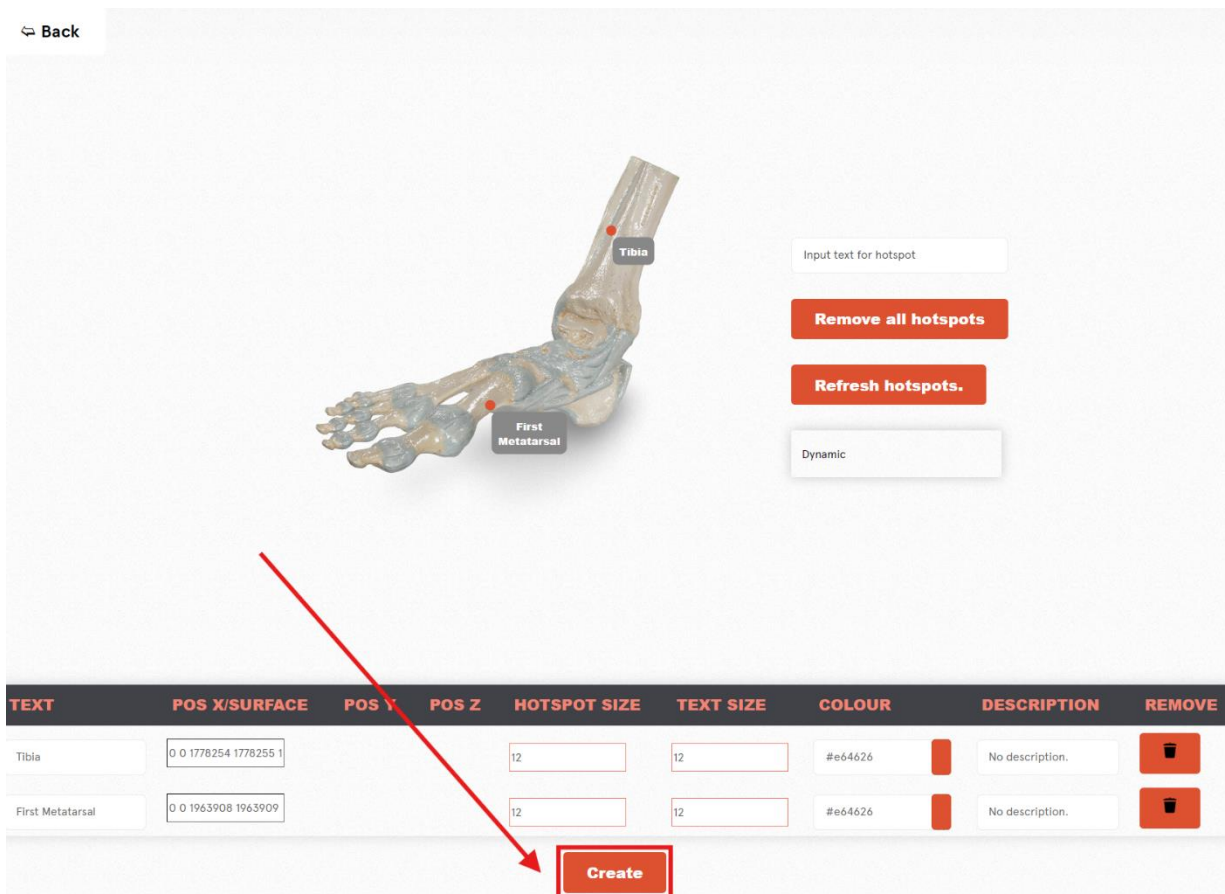 Back
Tibia
First
Metatarsal
Input text for hotspot
Remove all hotspots
Refresh hotspots.
Dynamic
TEXT POS X/SURFACE POS Y POS Z HOTSPOT SIZE TEXT SIZE COLOUR DESCRIPTION REMOVE
Tibia 0 0 1778254 1778255 1 12 12 #e64626 No description.
First Metatarsal 0 0 1963908 1963909 12 12 #e64626 No description.
Create